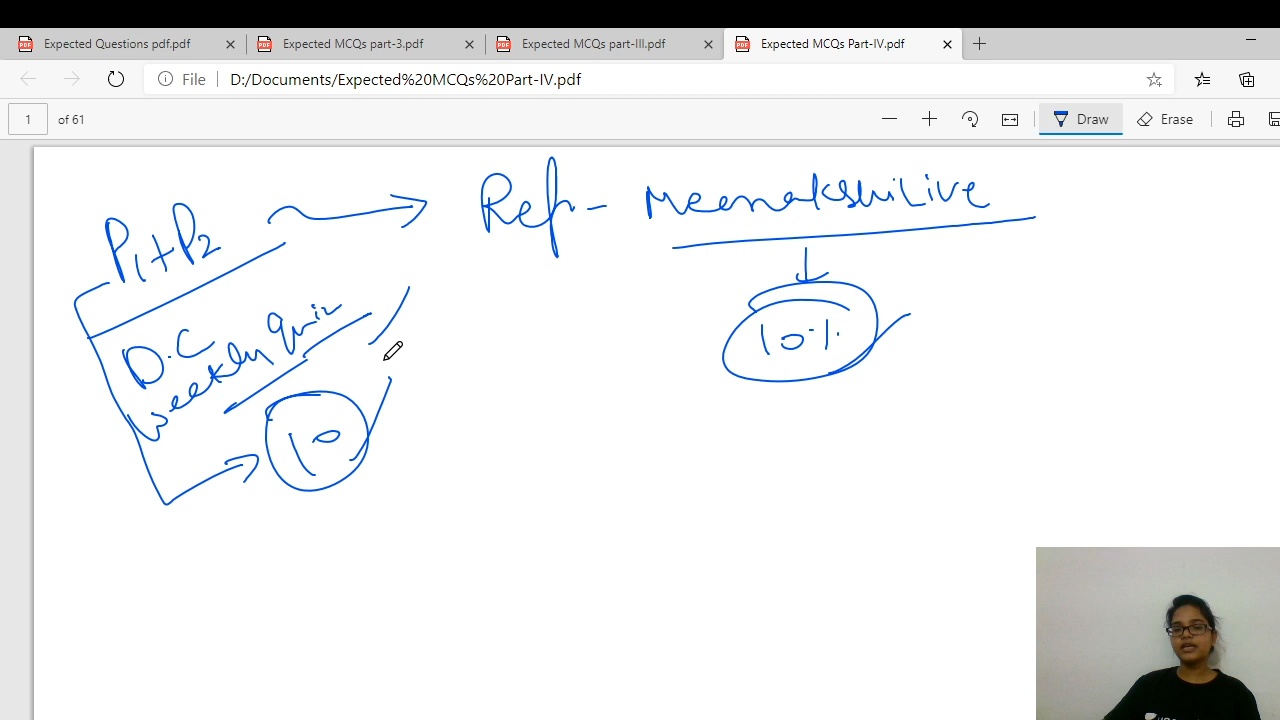 Expected Questions pdf.pdf
Expected MCQs part-3.pdf
Expected MCQs part-III.pdf
Expected MCQs Part-IV.pdf
File
D:/Documents/Expected%20MCQs%20Part-IV.pdf
1
of 61
Draw
Erase
P1+P2
Ref- MeenakshiLive
10%
D.C
weekly Quiz
10